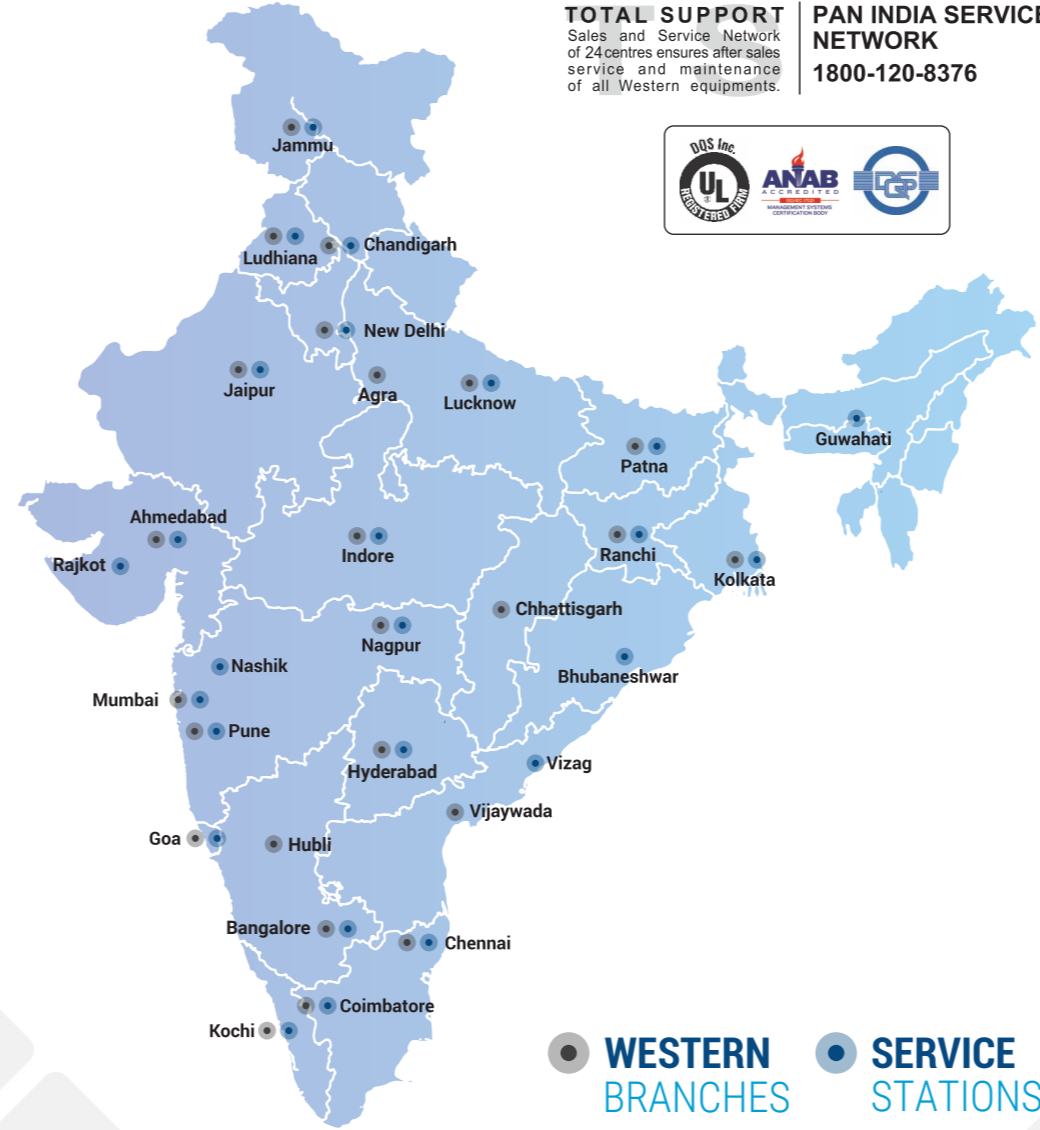 TOTAL SUPPORT
Sales and Service Network
of 24 centres ensures after sales
service and maintenance
of all Western equipments.
TS
PAN INDIA SERVICE
NETWORK
1800-120-8376
DQS Inc.
UL
REGISTERED FIRM
ANAB
ACCREDITED
MANAGEMENT SYSTEMS
CERTIFICATION BODY
DQS
Jammu
Ludhiana
Chandigarh
New Delhi
Jaipur
Agra
Lucknow
Guwahati
Patna
Ahmedabad
Rajkot
Indore
Ranchi
Kolkata
Chhattisgarh
Nagpur
Nashik
Bhubaneshwar
Mumbai
Pune
Hyderabad
Vizag
Vijaywada
Goa
Hubli
Bangalore
Chennai
Coimbatore
Kochi
WESTERN
BRANCHES
SERVICE
STATIONS